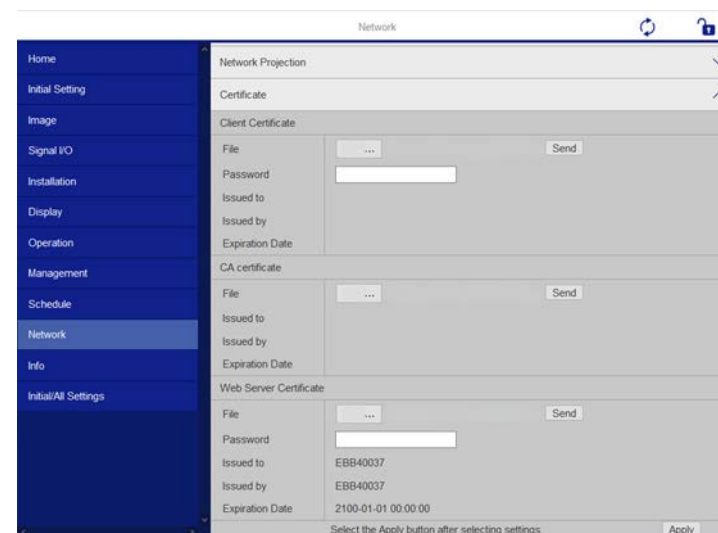 Network
Home
Initial Setting
Image
Signal I/O
Installation
Display
Operation
Management
Schedule
Network
Info
Initial/All Settings
Network Projection
Certificate
Client Certificate
File ... Send
Password
Issued to
Issued by
Expiration Date
CA certificate
File ... Send
Issued to
Issued by
Expiration Date
Web Server Certificate
File ... Send
Password
Issued to EBB40037
Issued by EBB40037
Expiration Date 2100-01-01 00:00:00
Select the Apply button after selecting settings. Apply